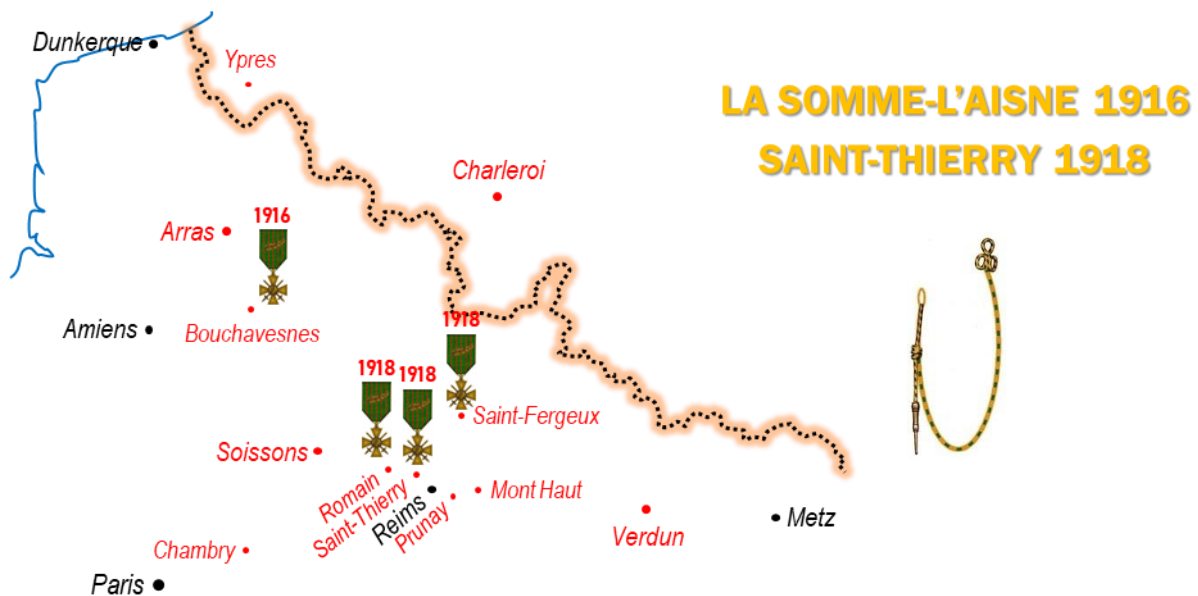 Dunkerque
Ypres
LA SOMME-L'AISNE 1916
SAINT-THIERRY 1918
Charleroi
Arras
1916
Amiens
Bouchavesnes
1918
1918
1918
Saint-Fergeux
Soissons
Romain
Saint-Thierry
Reims
Prunay
Mont Haut
Verdun
Metz
Chambry
Paris